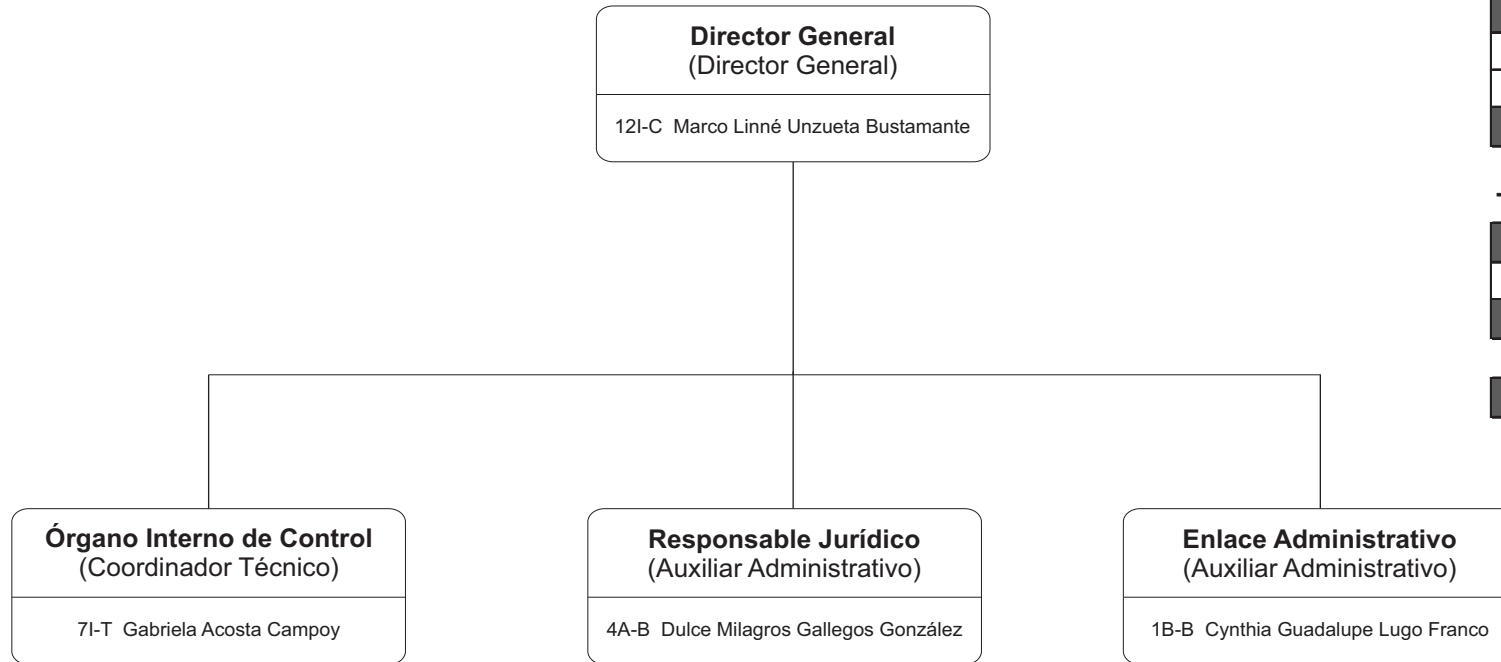 Director General
(Director General)
12I-C Marco Linné Unzueta Bustamante
Órgano Interno de Control
(Coordinador Técnico)
7I-T Gabriela Acosta Campoy
Responsable Jurídico
(Auxiliar Administrativo)
4A-B Dulce Milagros Gallegos González
Enlace Administrativo
(Auxiliar Administrativo)
1B-B Cynthia Guadalupe Lugo Franco